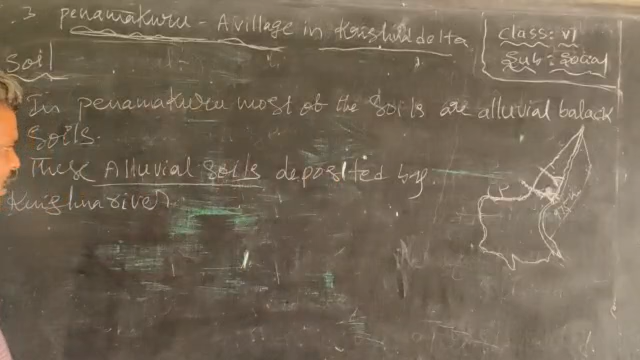 .3 penamakuru - A village in Krishna delta
Class: VI
Sub: Social
Soil
In penamakuru most of the soils are alluvial balack
Soils.
These Alluvial soils deposited by.
Krishna river